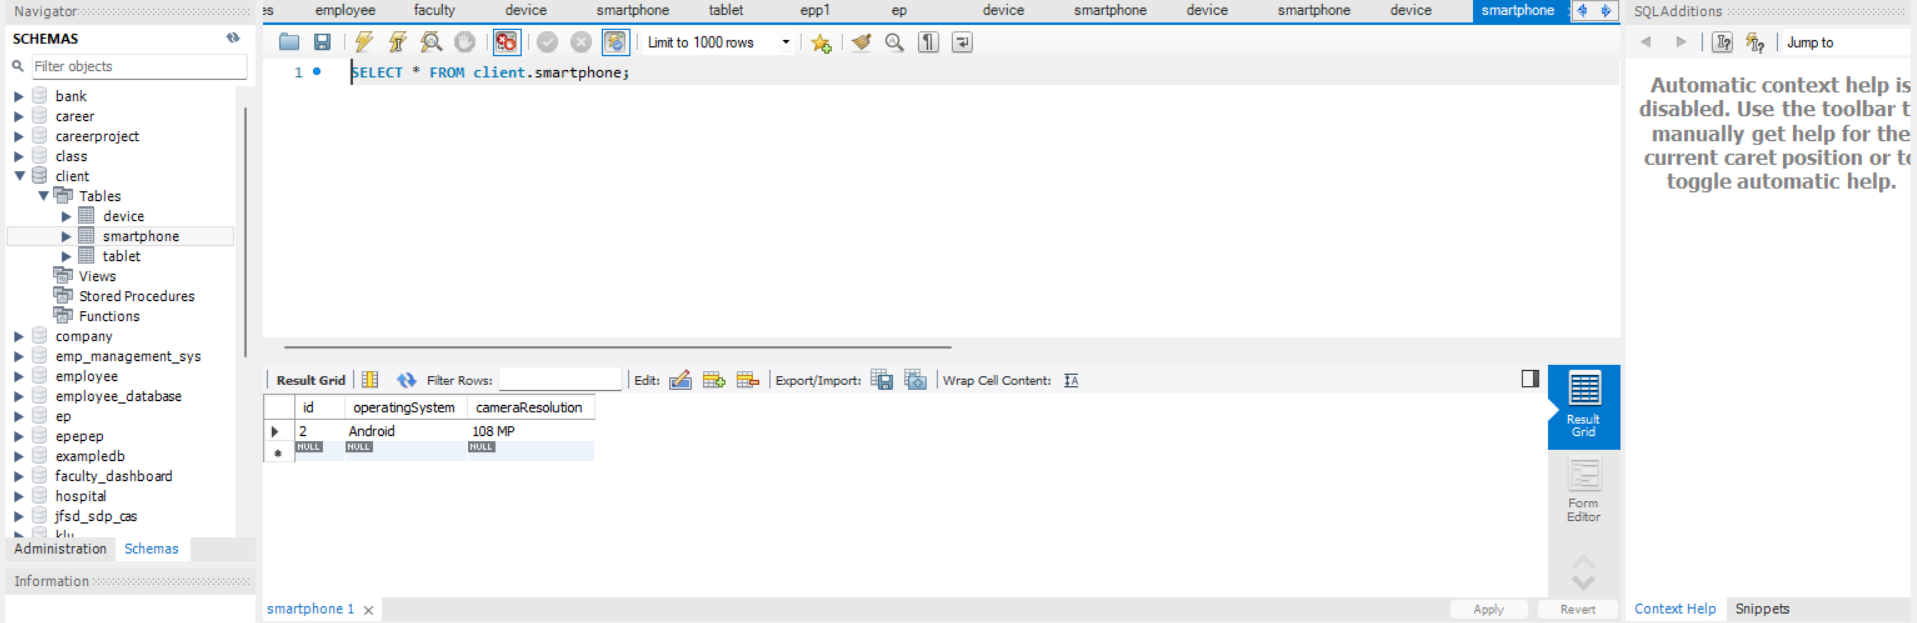 Navigator
SCHEMAS
Filter objects
bank
career
careerproject
class
client
Tables
device
smartphone
tablet
Views
Stored Procedures
Functions
company
emp_management_sys
employee
employee_database
ep
epepep
exampledb
faculty_dashboard
hospital
jfsd_sdp_cas
klu
Administration Schemas
Information
es employee faculty device smartphone tablet epp1 ep device smartphone device smartphone device smartphone
Limit to 1000 rows
1 SELECT * FROM client.smartphone;
Result Grid Filter Rows: Edit: Export/Import: Wrap Cell Content:
id operatingSystem cameraResolution
2 Android 108 MP
NULL NULL NULL
Result
Grid
Form
Editor
smartphone 1
Apply Revert
SQLAdditions
Jump to
Automatic context help is
disabled. Use the toolbar t
manually get help for the
current caret position or to
toggle automatic help.
Context Help Snippets